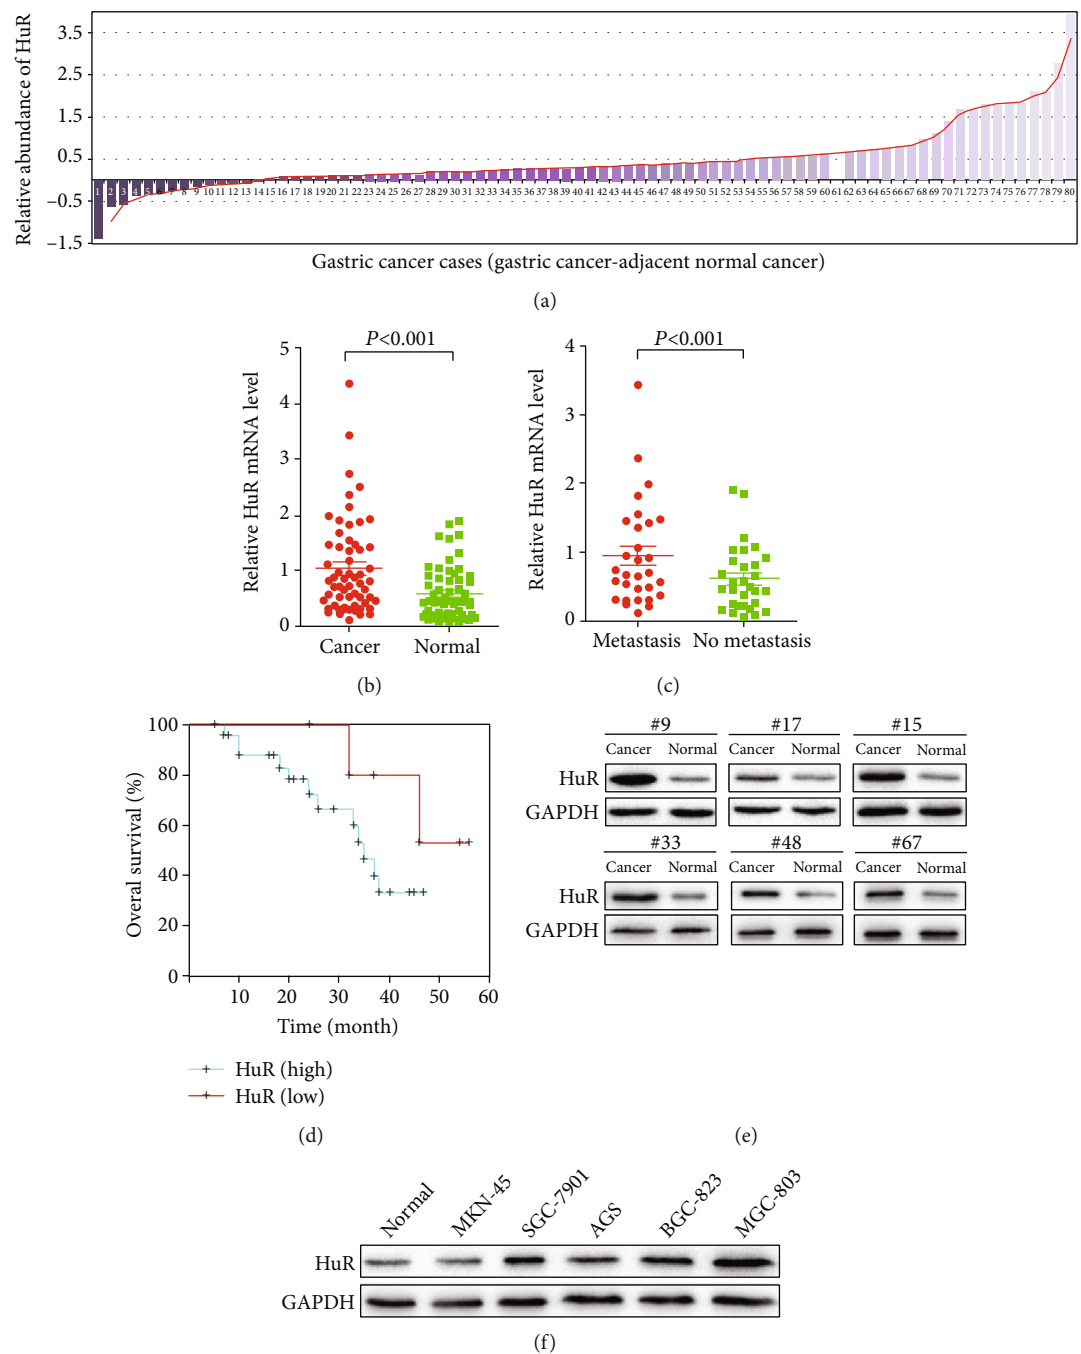 Relative abundance of HuR
3.5
2.5
1.5
0.5
−0.5
−1.5
1 2 3 4 5 6 7 8 9 10 11 12 13 14 15 16 17 18 19 20 21 22 23 24 25 26 27 28 29 30 31 32 33 34 35 36 37 38 39 40 41 42 43 44 45 46 47 48 49 50 51 52 53 54 55 56 57 58 59 60 61 62 63 64 65 66 67 68 69 70 71 72 73 74 75 76 77 78 79 80
Gastric cancer cases (gastric cancer-adjacent normal cancer)
(a)
Relative HuR mRNA level
5
4
3
2
1
0
P<0.001
Cancer Normal
(b)
Relative HuR mRNA level
4
3
2
1
0
P<0.001
Metastasis No metastasis
(c)
Overal survival (%)
100
80
60
40
20
0
10 20 30 40 50 60
Time (month)
HuR (high)
HuR (low)
(d)
#9 #17 #15
Cancer Normal Cancer Normal Cancer Normal
HuR
GAPDH
#33 #48 #67
Cancer Normal Cancer Normal Cancer Normal
HuR
GAPDH
(e)
Normal MKN-45 SGC-7901 AGS BGC-823 MGC-803
HuR
GAPDH
(f)